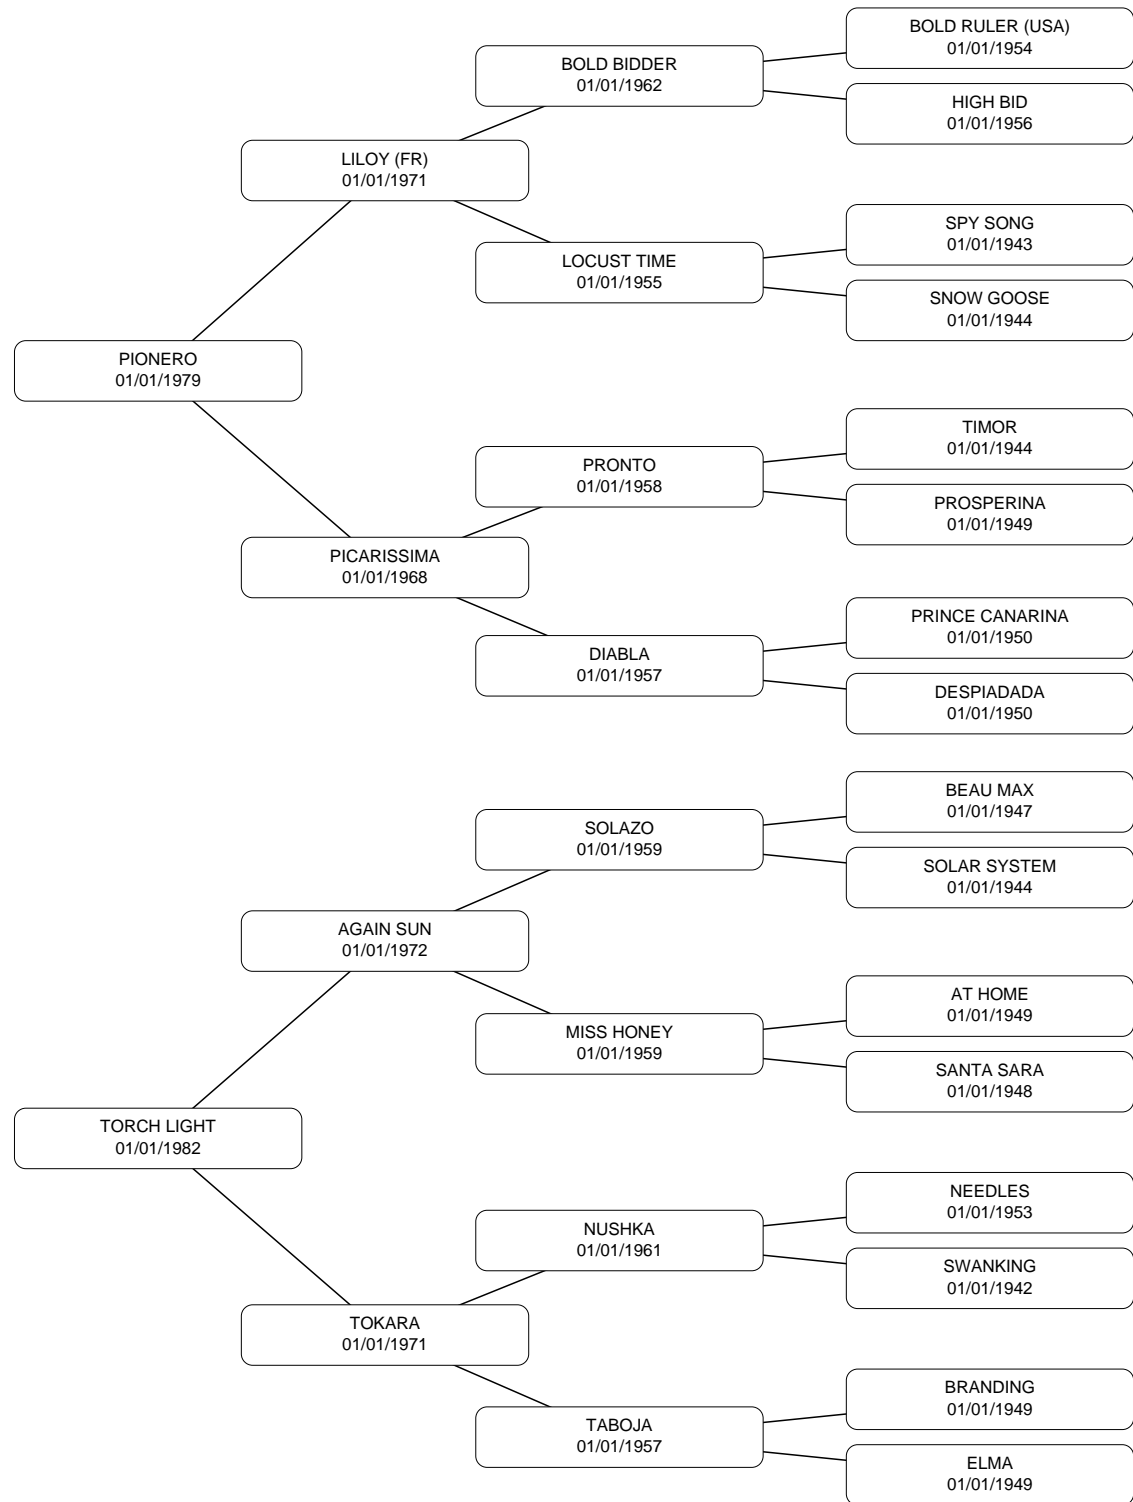 BOLD RULER (USA)
01/01/1954
BOLD BIDDER
01/01/1962
HIGH BID
01/01/1956
LILOY (FR)
01/01/1971
SPY SONG
01/01/1943
LOCUST TIME
01/01/1955
SNOW GOOSE
01/01/1944
PIONERO
01/01/1979
TIMOR
01/01/1944
PRONTO
01/01/1958
PROSPERINA
01/01/1949
PICARISSIMA
01/01/1968
PRINCE CANARINA
01/01/1950
DIABLA
01/01/1957
DESPIADADA
01/01/1950
BEAU MAX
01/01/1947
SOLAZO
01/01/1959
SOLAR SYSTEM
01/01/1944
AGAIN SUN
01/01/1972
AT HOME
01/01/1949
MISS HONEY
01/01/1959
SANTA SARA
01/01/1948
TORCH LIGHT
01/01/1982
NEEDLES
01/01/1953
NUSHKA
01/01/1961
SWANKING
01/01/1942
TOKARA
01/01/1971
BRANDING
01/01/1949
TABOJA
01/01/1957
ELMA
01/01/1949